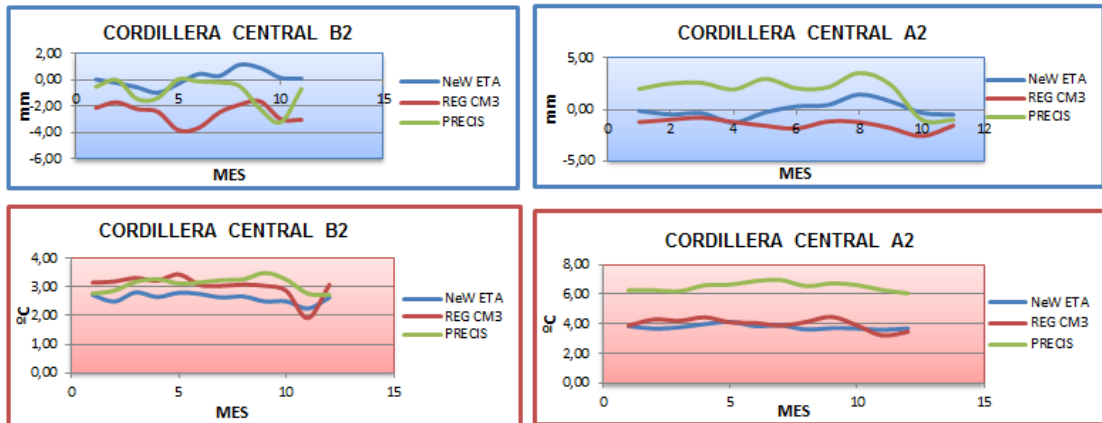 CORDILLERA CENTRAL B2
2,00
0,00
-2,00
-4,00
-6,00
0
5
10
15
mm
MES
NeW ETA
REG CM3
PRECIS
CORDILLERA CENTRAL A2
5,00
0,00
-5,00
0
2
4
6
8
10
12
mm
MES
NeW ETA
REG CM3
PRECIS
CORDILLERA CENTRAL B2
4,00
3,00
2,00
1,00
0,00
0
5
10
15
ºC
MES
NeW ETA
REG CM3
PRECIS
CORDILLERA CENTRAL A2
8,00
6,00
4,00
2,00
0,00
0
5
10
15
ºC
MES
NeW ETA
REG CM3
PRECIS